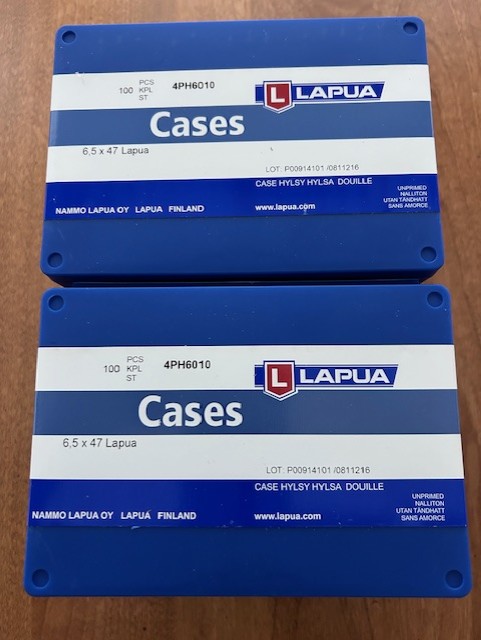 100 PCS KPL ST 4PH6010
L LAPUA
Cases
6,5 x 47 Lapua
LOT: P00914101 /0811216
CASE HYLSY HYLSA DOUILLE
NAMMO LAPUA OY LAPUA FINLAND
www.lapua.com
UNPRIMED
NALLITON
UTAN TÄNDHATT
SANS AMORCE
100 PCS KPL ST 4PH6010
L LAPUA
Cases
6,5 x 47 Lapua
LOT: P00914101 /0811216
CASE HYLSY HYLSA DOUILLE
NAMMO LAPUA OY LAPUA FINLAND
www.lapua.com
UNPRIMED
NALLITON
UTAN TÄNDHATT
SANS AMORCE